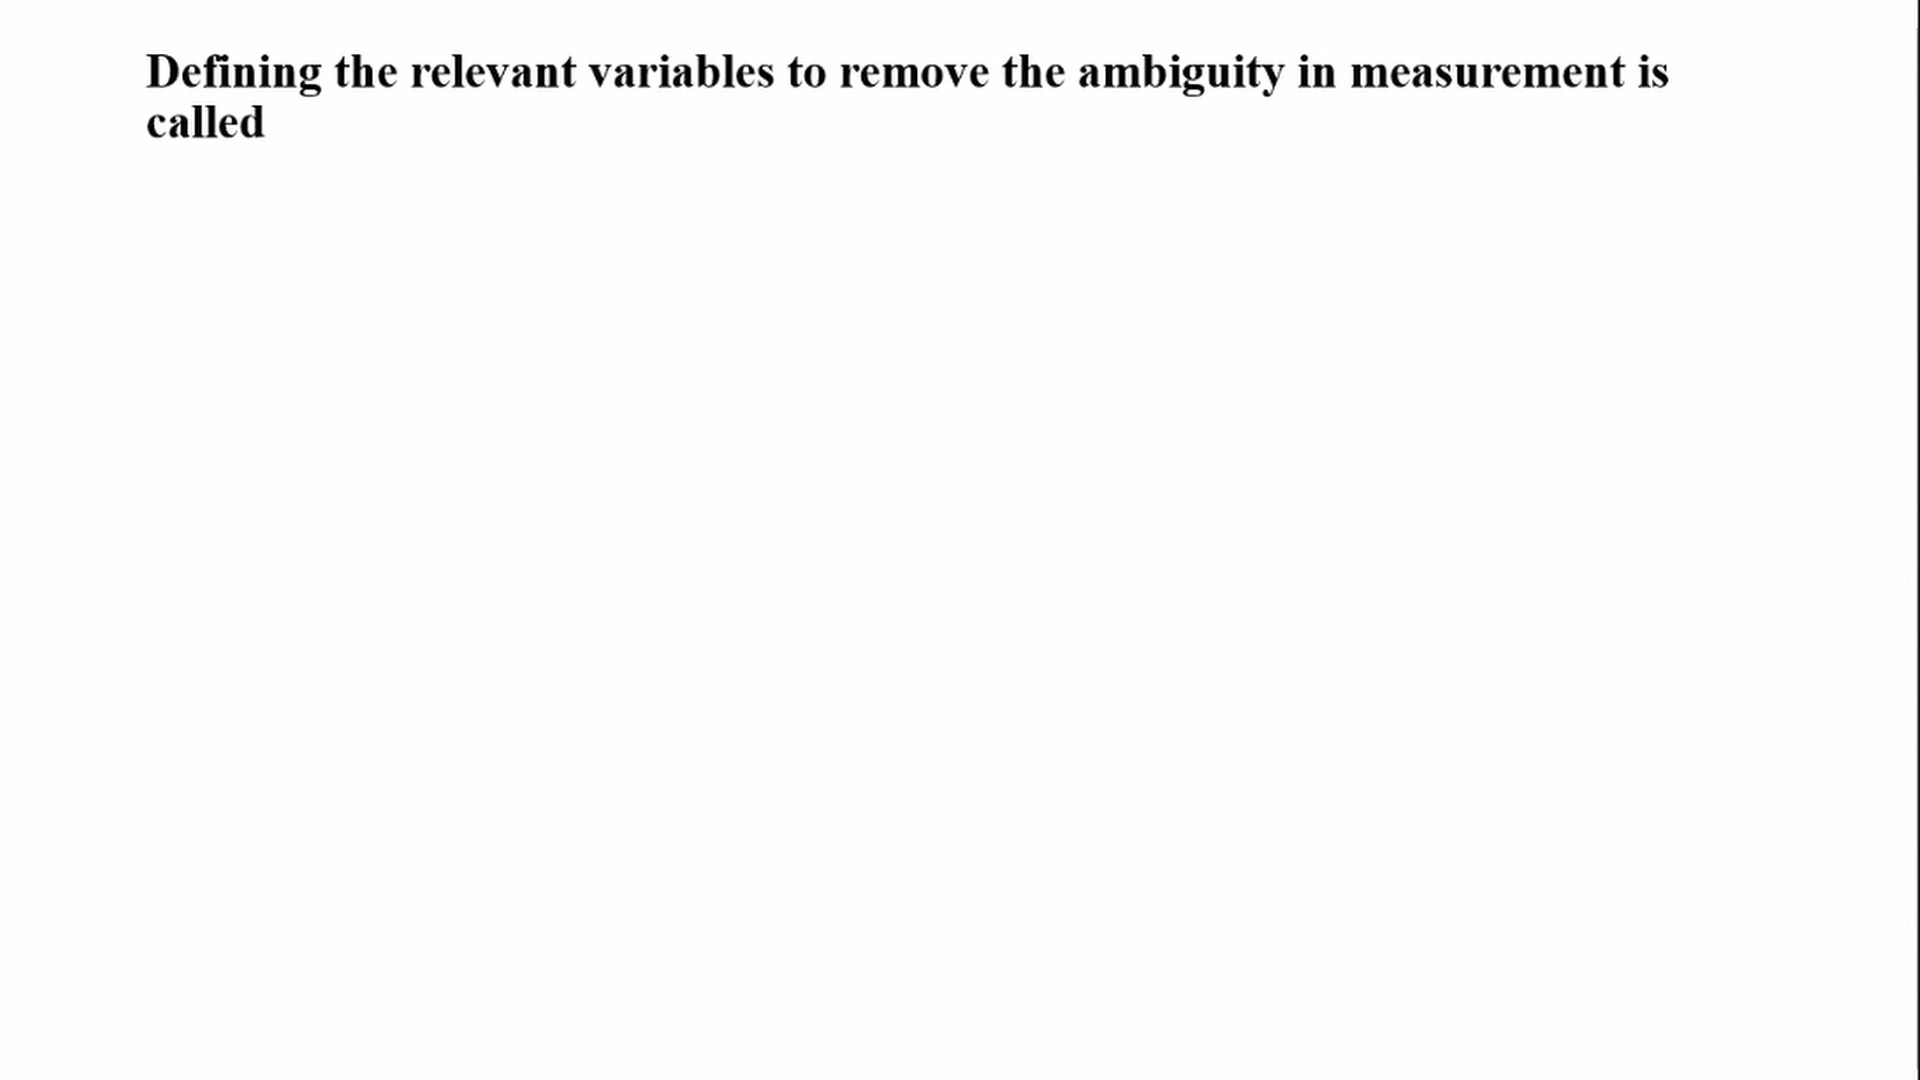 Defining the relevant variables to remove the ambiguity in measurement is
called